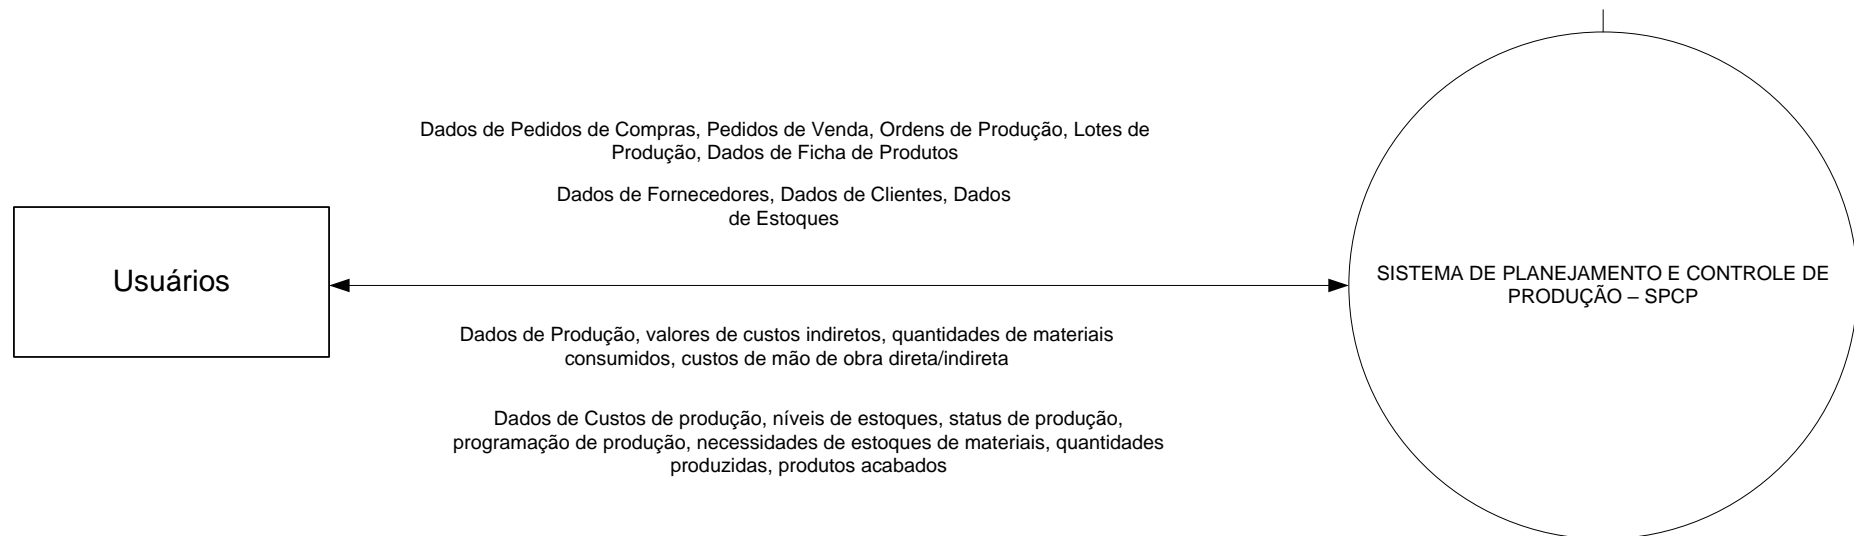 Dados de Pedidos de Compras, Pedidos de Venda, Ordens de Produção, Lotes de
Produção, Dados de Ficha de Produtos
Dados de Fornecedores, Dados de Clientes, Dados
de Estoques
Usuários
SISTEMA DE PLANEJAMENTO E CONTROLE DE
PRODUÇÃO – SPCP
Dados de Produção, valores de custos indiretos, quantidades de materiais
consumidos, custos de mão de obra direta/indireta
Dados de Custos de produção, níveis de estoques, status de produção,
programação de produção, necessidades de estoques de materiais, quantidades
produzidas, produtos acabados